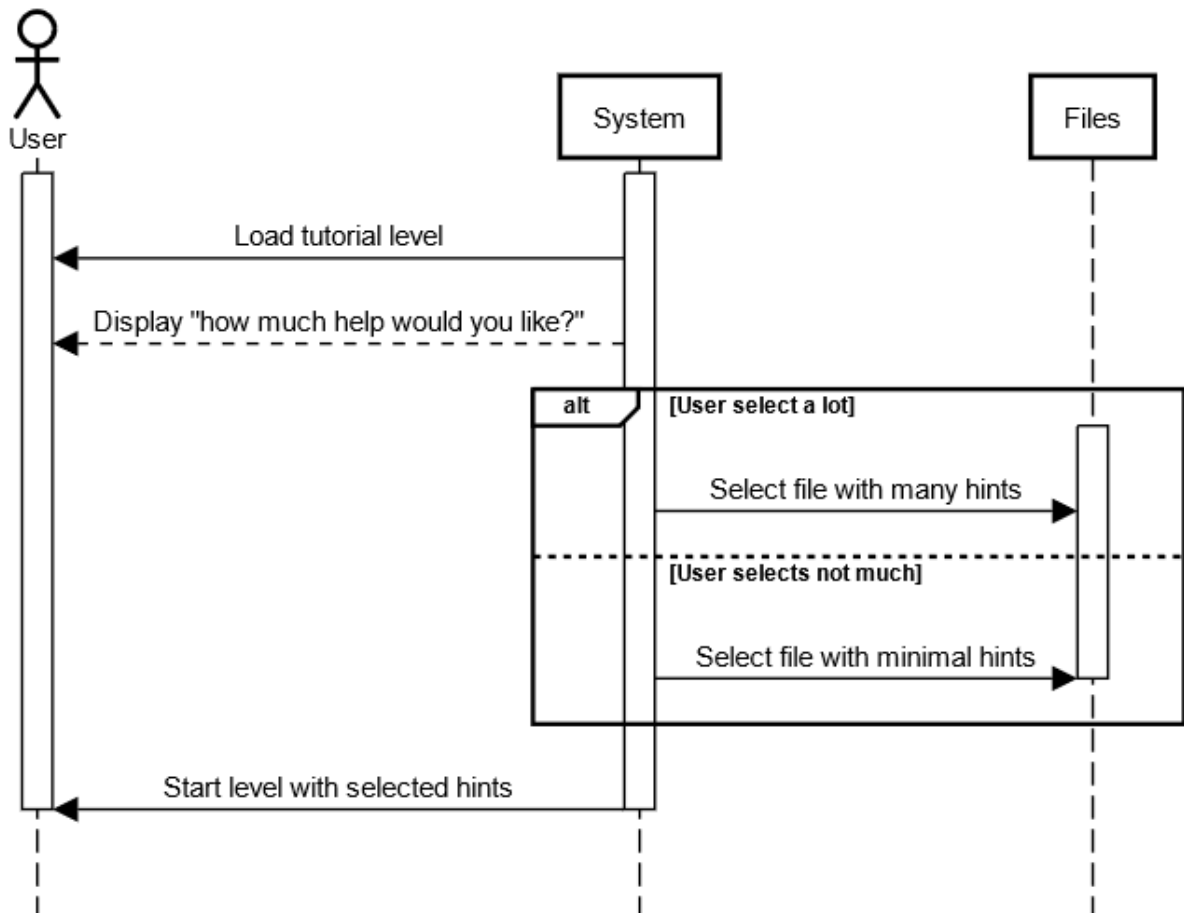 User
System
Files
Load tutorial level
Display "how much help would you like?"
alt
[User select a lot]
Select file with many hints
[User selects not much]
Select file with minimal hints
Start level with selected hints